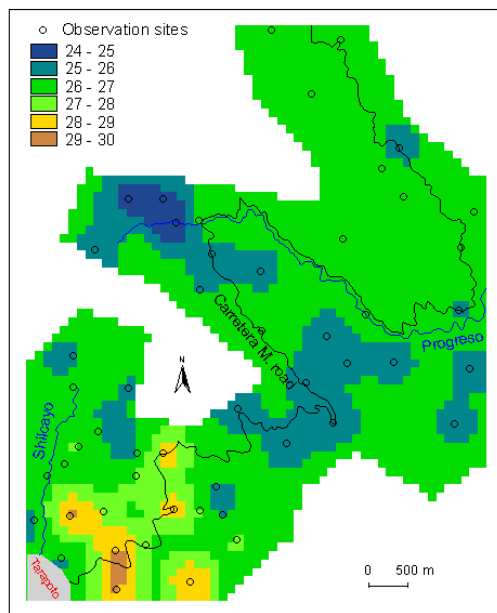 Observation sites
24 - 25
25 - 26
26 - 27
27 - 28
28 - 29
29 - 30
Carretera M. road
Progreso
N
Shilcayo
Tarapoto
0 500 m